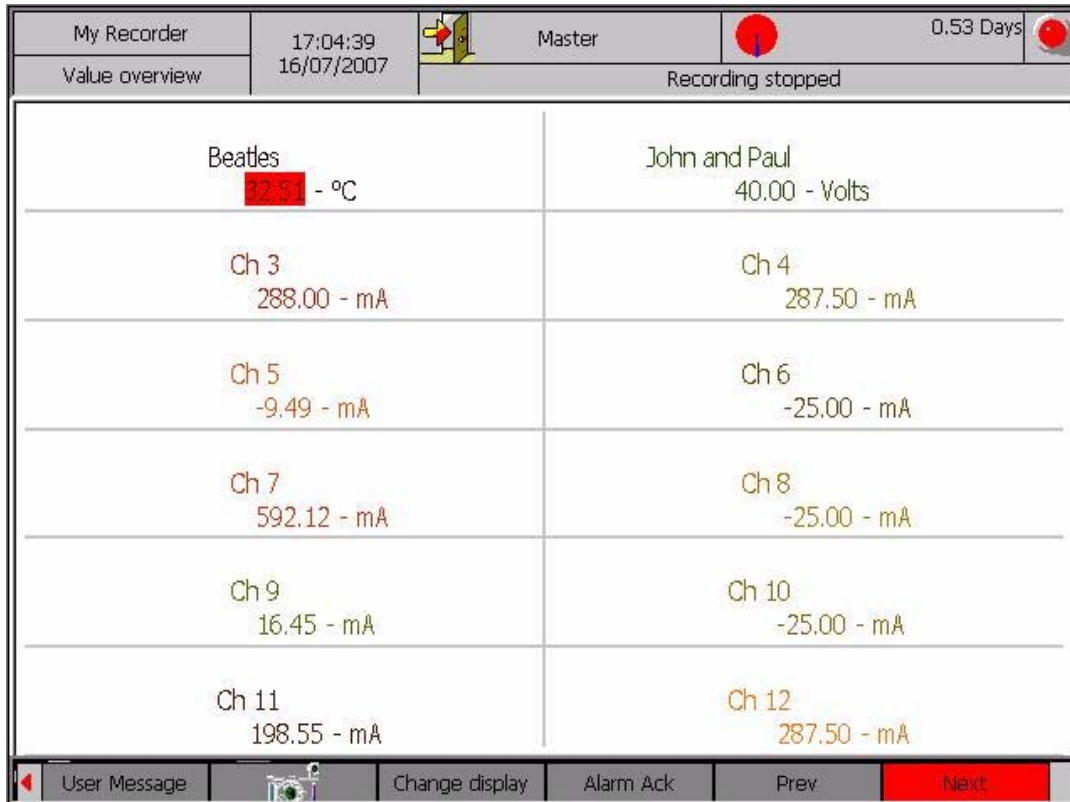 My Recorder
Value overview
17:04:39
16/07/2007
Master
0.53 Days
Recording stopped
Beatles
32.51 - ºC
John and Paul
40.00 - Volts
Ch 3
288.00 - mA
Ch 4
287.50 - mA
Ch 5
-9.49 - mA
Ch 6
-25.00 - mA
Ch 7
592.12 - mA
Ch 8
-25.00 - mA
Ch 9
16.45 - mA
Ch 10
-25.00 - mA
Ch 11
198.55 - mA
Ch 12
287.50 - mA
User Message
Change display
Alarm Ack
Prev
Next